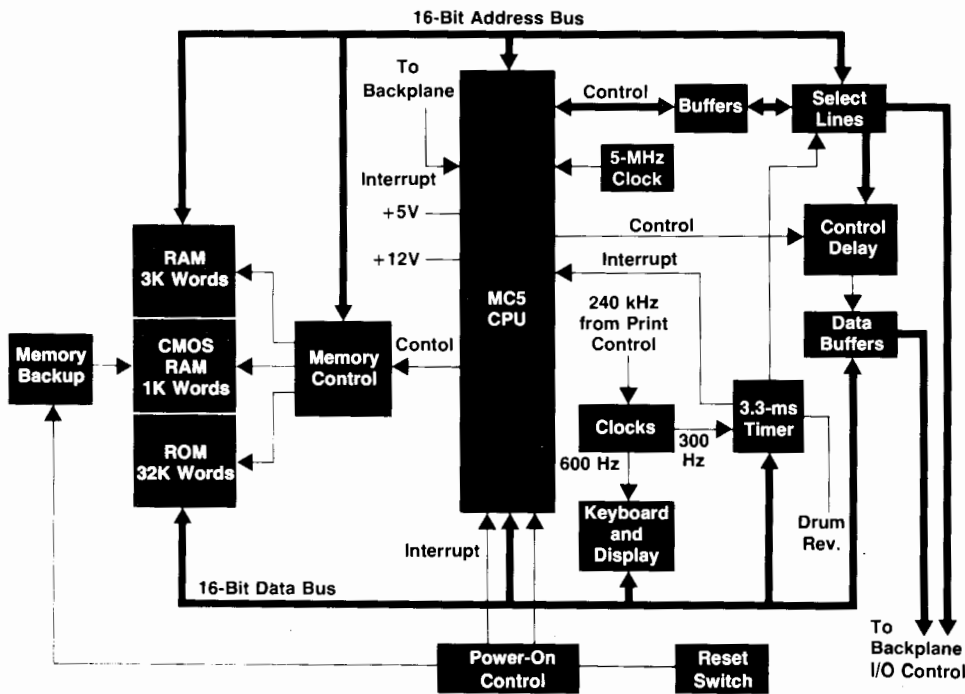 16-Bit Address Bus
To
Backplane
Control
Buffers
Select
Lines
5-MHz
Clock
Interrupt
+5V
Control
Control
Delay
RAM
3K Words
+12V
Interrupt
MC5
CPU
240 kHz
from Print
Control
Data
Buffers
Memory
Backup
CMOS
RAM
1K Words
Memory
Control
Contol
3.3-ms
Timer
Clocks
300
Hz
600 Hz
ROM
32K Words
Keyboard
and
Display
Drum
Rev.
Interrupt
16-Bit Data Bus
To
Backplane
I/O Control
Power-On
Control
Reset
Switch